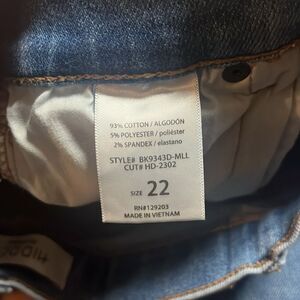 93% COTTON / ALGODÓN
5% POLYESTER / poliéster
2% SPANDEX / elastano
STYLE# BK9343D-MLL
CUT# HD-2302
SIZE 22
RN#129203
MADE IN VIETNAM